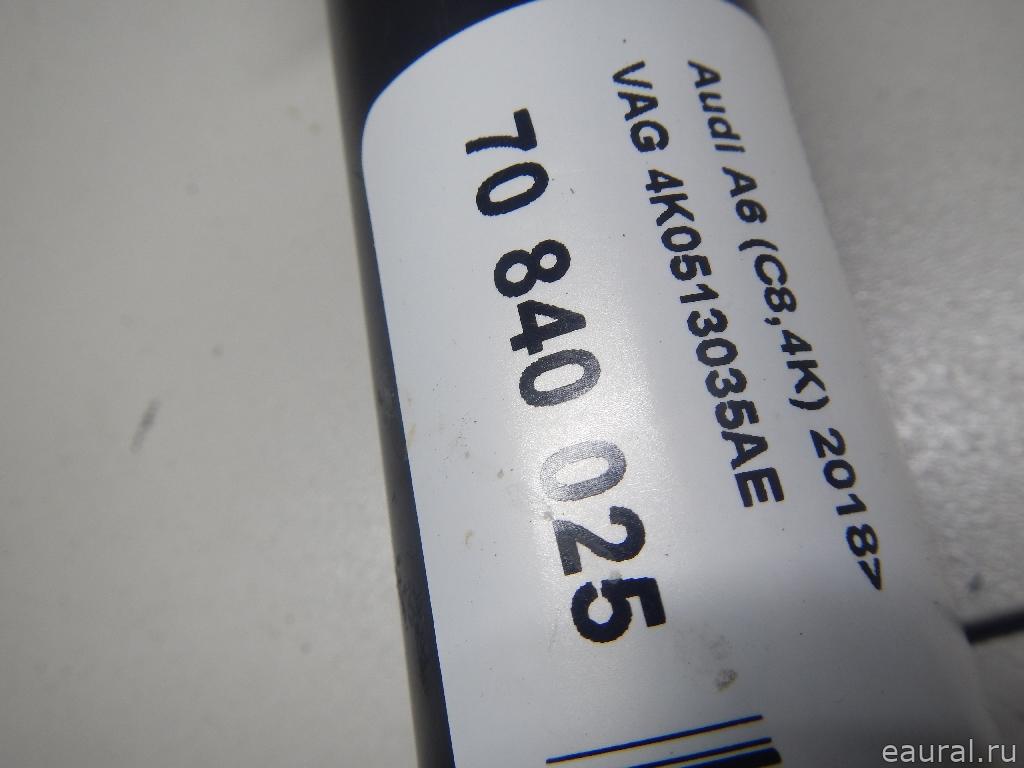 Audi A6 (C8,4K) 2018>
VAG 4K0513035AE
70 840 025
eaural.ru